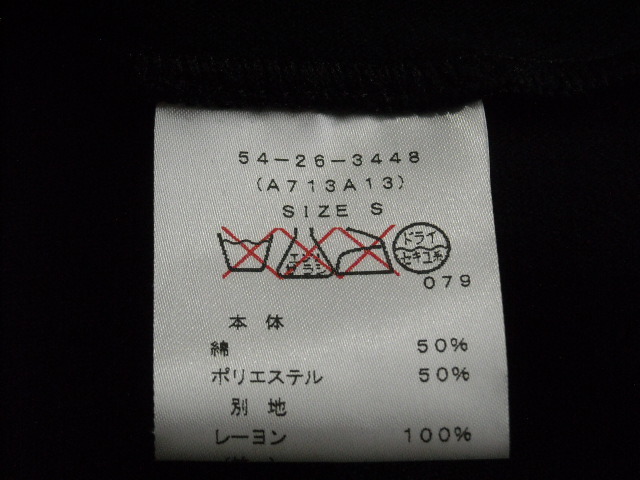 54-26-3448
(A713A13)
SIZE S
エンソ
サラシ
ドライ
セキユ系
079
本体
綿 50%
ポリエステル 50%
別地
レーヨン 100%